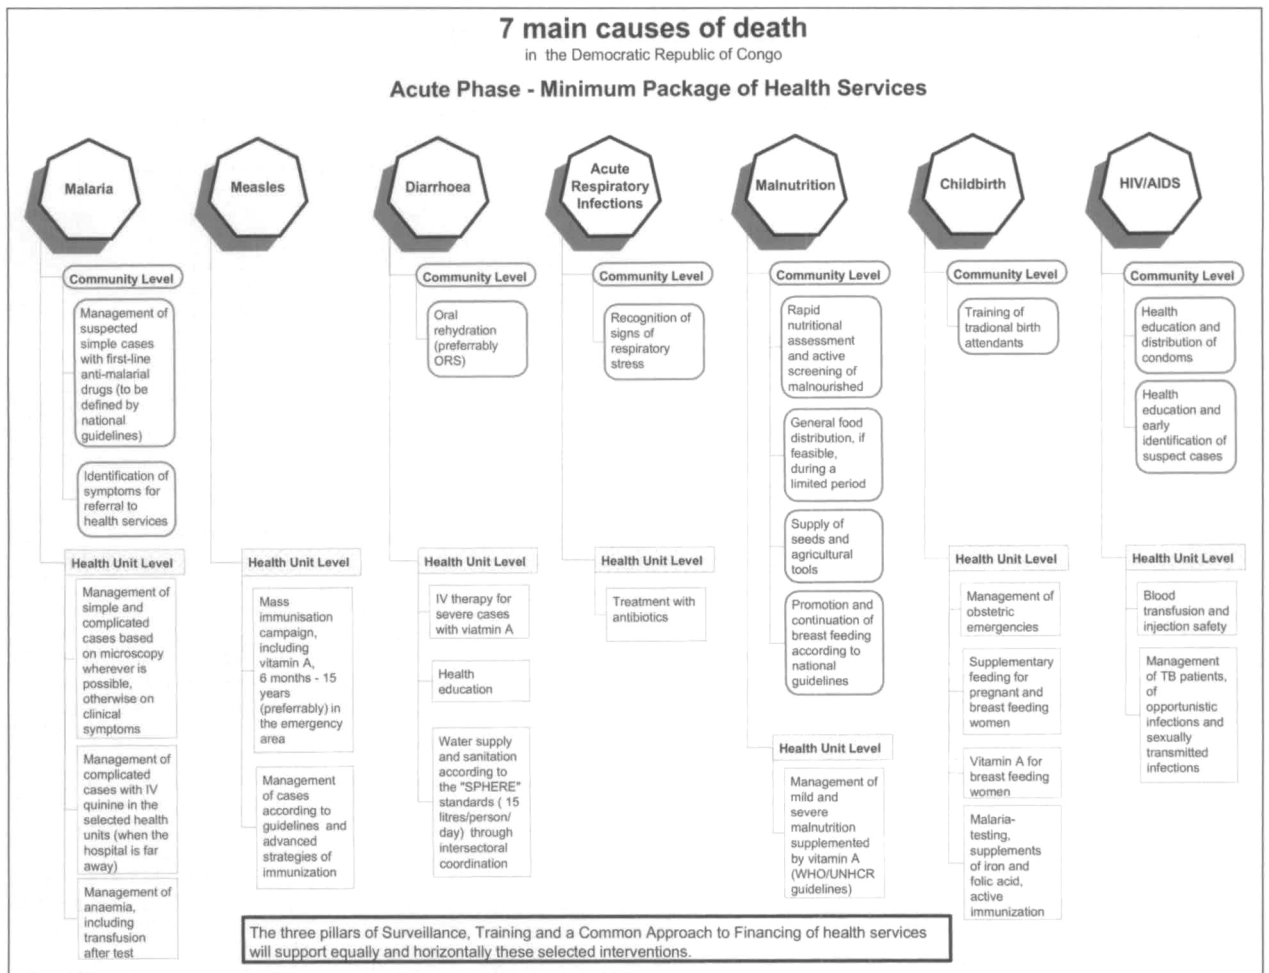 7 main causes of death
in the Democratic Republic of Congo
Acute Phase - Minimum Package of Health Services
Malaria
Community Level
Management of
suspected
simple cases
with first-line
anti-malarial
drugs (to be
defined by
national
guidelines)
Identification of
symptoms for
referral to
health services
Health Unit Level
Management of
simple and
complicated
cases based
on microscopy
wherever is
possible,
otherwise on
clinical
symptoms
Management of
complicated
cases with IV
quinine in the
selected health
units (when the
hospital is far
away)
Management of
anaemia,
including
transfusion
after test
Measles
Health Unit Level
Mass
immunisation
campaign,
including
vitamin A,
6 months - 15
years
(preferably) in
the emergency
area
Management
of cases
according to
guidelines and
advanced
strategies of
immunization
Diarrhoea
Community Level
Oral
rehydration
(preferrably
ORS)
Health Unit Level
IV therapy for
severe cases
with viatmin A
Health
education
Water supply
and sanitation
according to
the "SPHERE"
standards ( 15
litres/person/
day) through
intersectoral
coordination
Acute
Respiratory
Infections
Community Level
Recognition of
signs of
respiratory
stress
Health Unit Level
Treatment with
antibiotics
Malnutrition
Community Level
Rapid
nutritional
assessment
and active
screening of
malnourished
General food
distribution, if
feasible,
during a
limited period
Supply of
seeds and
agricultural
tools
Promotion and
continuation of
breast feeding
according to
national
guidelines
Health Unit Level
Management of
mild and
severe
malnutrition
supplemented
by vitamin A
(WHO/UNHCR
guidelines)
Childbirth
Community Level
Training of
tradional birth
attendants
Health Unit Level
Management of
obstetric
emergencies
Supplementary
feeding for
pregnant and
breast feeding
women
Vitamin A for
breast feeding
women
Malaria-
testing,
supplements
of iron and
folic acid,
active
immunization
HIV/AIDS
Community Level
Health
education and
distribution of
condoms
Health
education and
early
identification of
suspect cases
Health Unit Level
Blood
transfusion and
injection safety
Management
of TB patients,
of
opportunistic
infections and
sexually
transmitted
infections
The three pillars of Surveillance, Training and a Common Approach to Financing of health services
will support equally and horizontally these selected interventions.